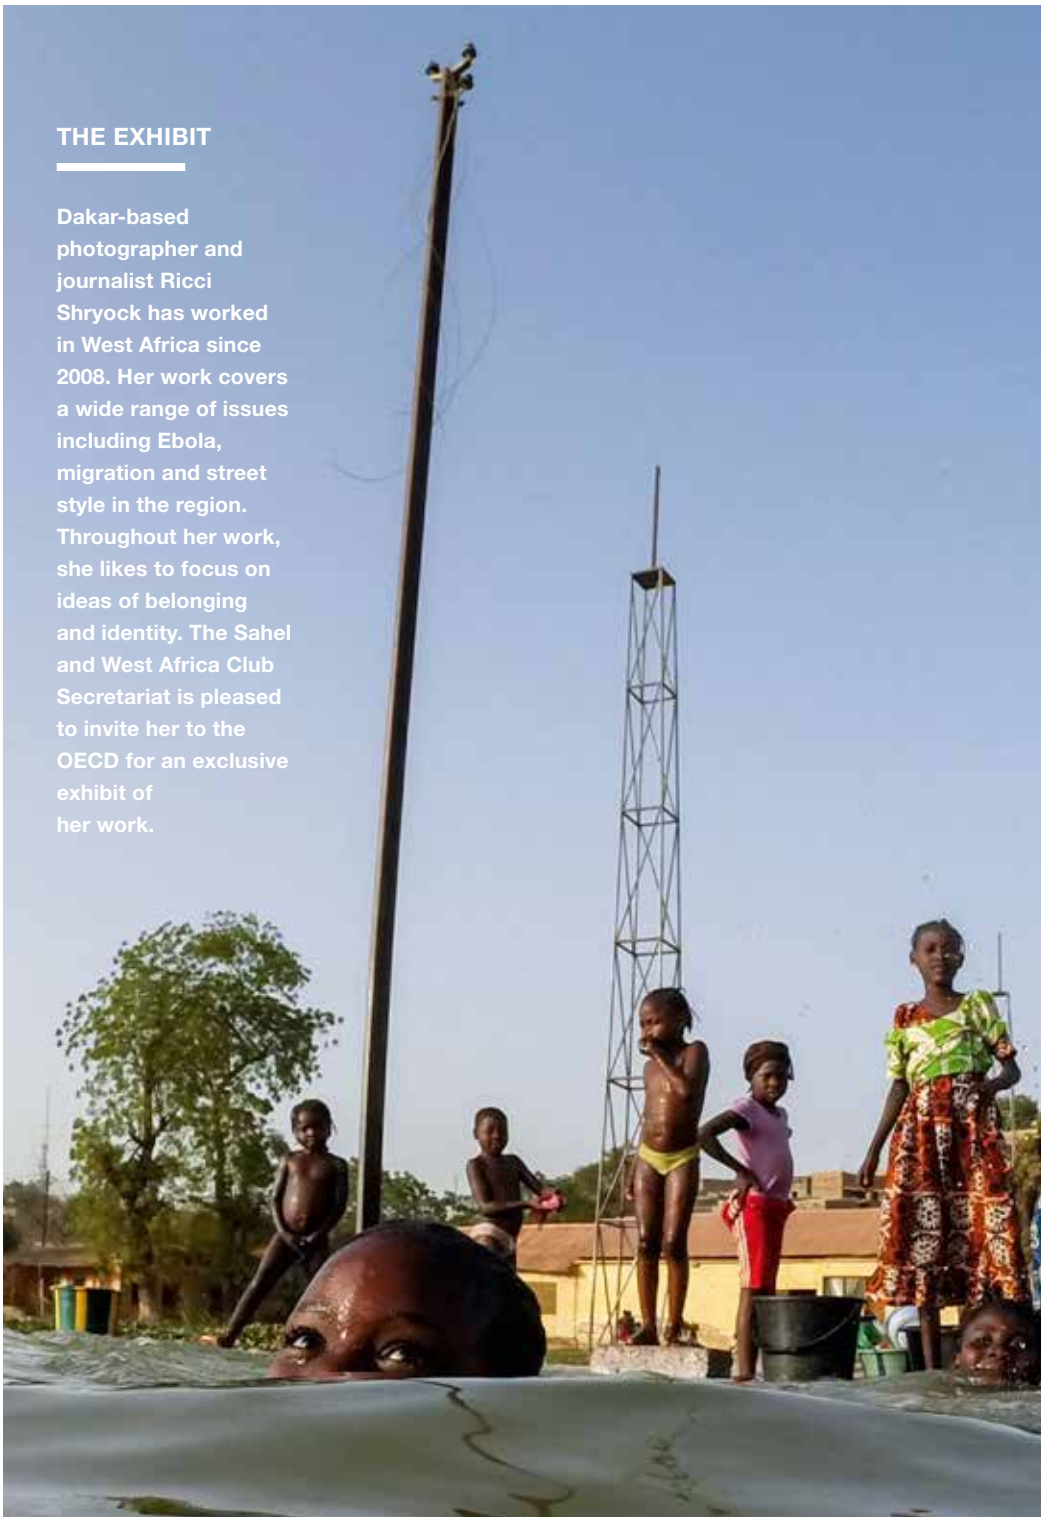 THE EXHIBIT
Dakar-based
photographer and
journalist Ricci
Shryock has worked
in West Africa since
2008. Her work covers
a wide range of issues
including Ebola,
migration and street
style in the region.
Throughout her work,
she likes to focus on
ideas of belonging
and identity. The Sahel
and West Africa Club
Secretariat is pleased
to invite her to the
OECD for an exclusive
exhibit of
her work.